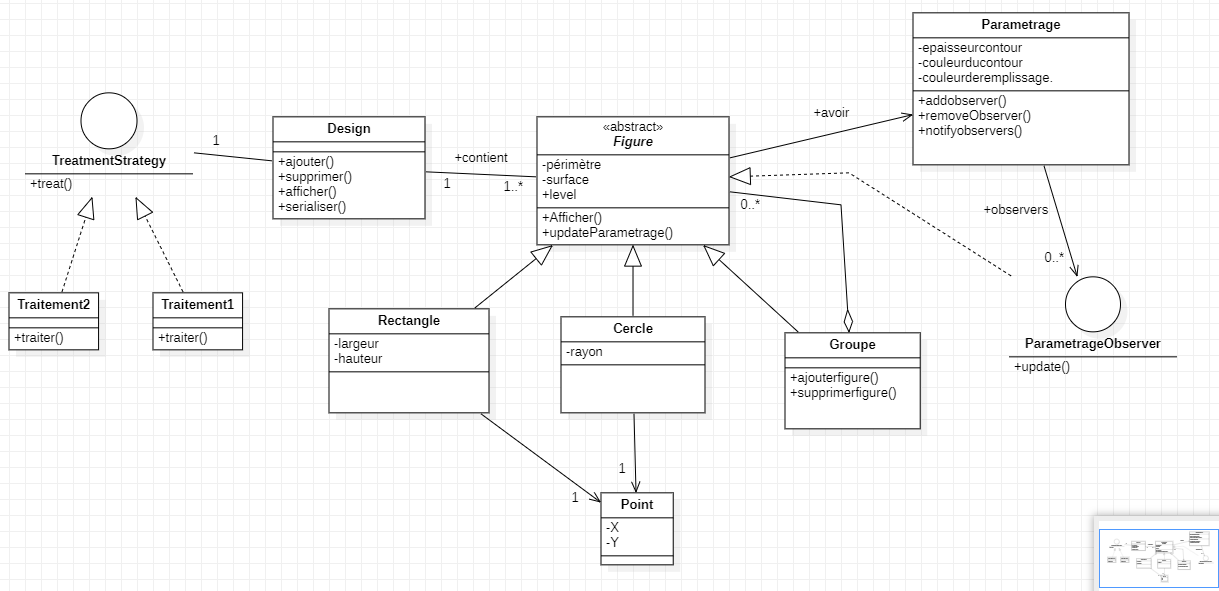 Parametrage
-epaisseurcontour
-couleurducontour
-couleurderemplissage.
+addobserver()
+removeObserver()
+notifyobservers()
TreatmentStrategy
+treat()
1
Design
+ajouter()
+supprimer()
+afficher()
+serialiser()
+contient
1
1..*
«abstract»
Figure
-périmètre
-surface
+level
+Afficher()
+updateParametrage()
+avoir
0..*
+observers
0..*
ParametrageObserver
+update()
Traitement2
+traiter()
Traitement1
+traiter()
Rectangle
-largeur
-hauteur
Cercle
-rayon
Groupe
+ajouterfigure()
+supprimerfigure()
1
1
Point
-X
-Y